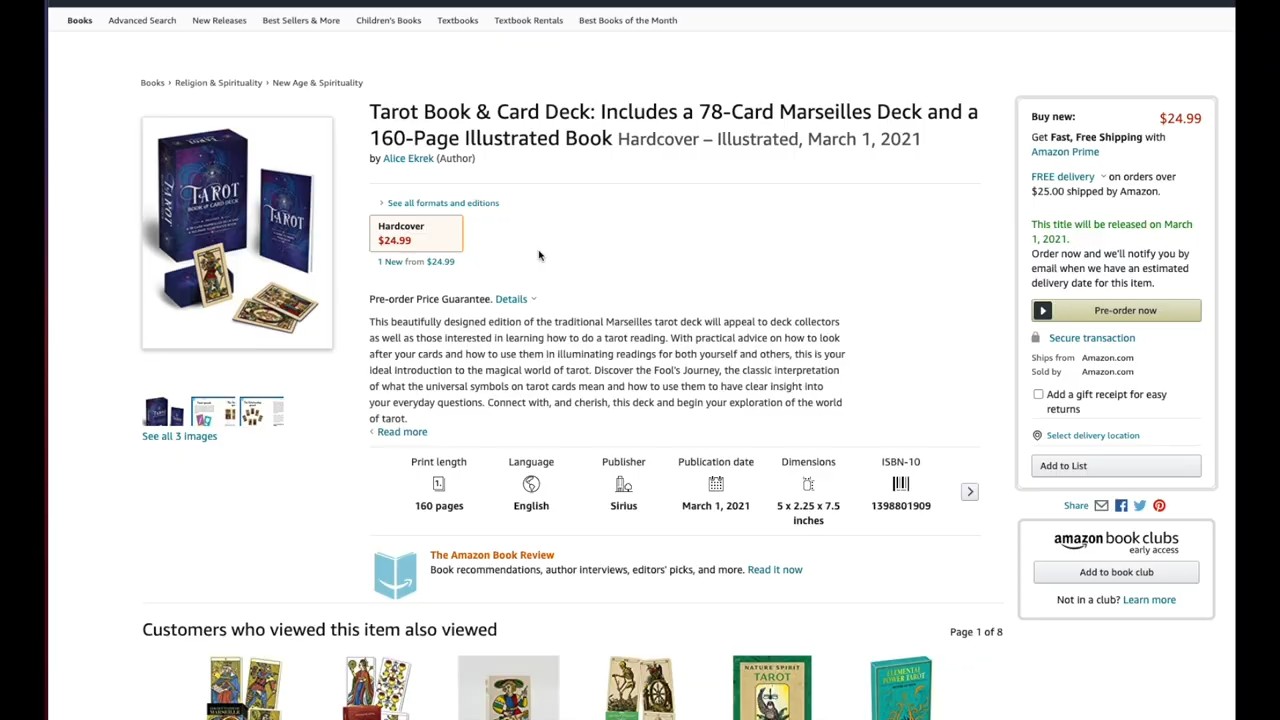 Books Advanced Search New Releases Best Sellers & More Children's Books Textbooks Textbook Rentals Best Books of the Month
Books › Religion & Spirituality › New Age & Spirituality
TAROT
BOOK & CARD DECK
TAROT
TAROT
See all 3 images
Tarot Book & Card Deck: Includes a 78-Card Marseilles Deck and a
160-Page Illustrated Book Hardcover – Illustrated, March 1, 2021
by Alice Ekrek (Author)
› See all formats and editions
Hardcover
$24.99
1 New from $24.99
Pre-order Price Guarantee. Details
This beautifully designed edition of the traditional Marseilles tarot deck will appeal to deck collectors
as well as those interested in learning how to do a tarot reading. With practical advice on how to look
after your cards and how to use them in illuminating readings for both yourself and others, this is your
ideal introduction to the magical world of tarot. Discover the Fool's Journey, the classic interpretation
of what the universal symbols on tarot cards mean and how to use them to have clear insight into
your everyday questions. Connect with, and cherish, this deck and begin your exploration of the world
of tarot.
‹ Read more
Print length Language Publisher Publication date Dimensions ISBN-10
160 pages English Sirius March 1, 2021 5 x 2.25 x 7.5 1398801909
inches
The Amazon Book Review
Book recommendations, author interviews, editors' picks, and more. Read it now
Buy new: $24.99
Get Fast, Free Shipping with
Amazon Prime
FREE delivery on orders over
$25.00 shipped by Amazon.
This title will be released on March
1, 2021.
Order now and we'll notify you by
email when we have an estimated
delivery date for this item.
Pre-order now
Secure transaction
Ships from Amazon.com
Sold by Amazon.com
Add a gift receipt for easy
returns
Select delivery location
Add to List
Share
amazon book clubs
early access
Add to book club
Not in a club? Learn more
Customers who viewed this item also viewed Page 1 of 8
NATURE SPIRIT
TAROT
ELEMENTAL
POWER TAROT